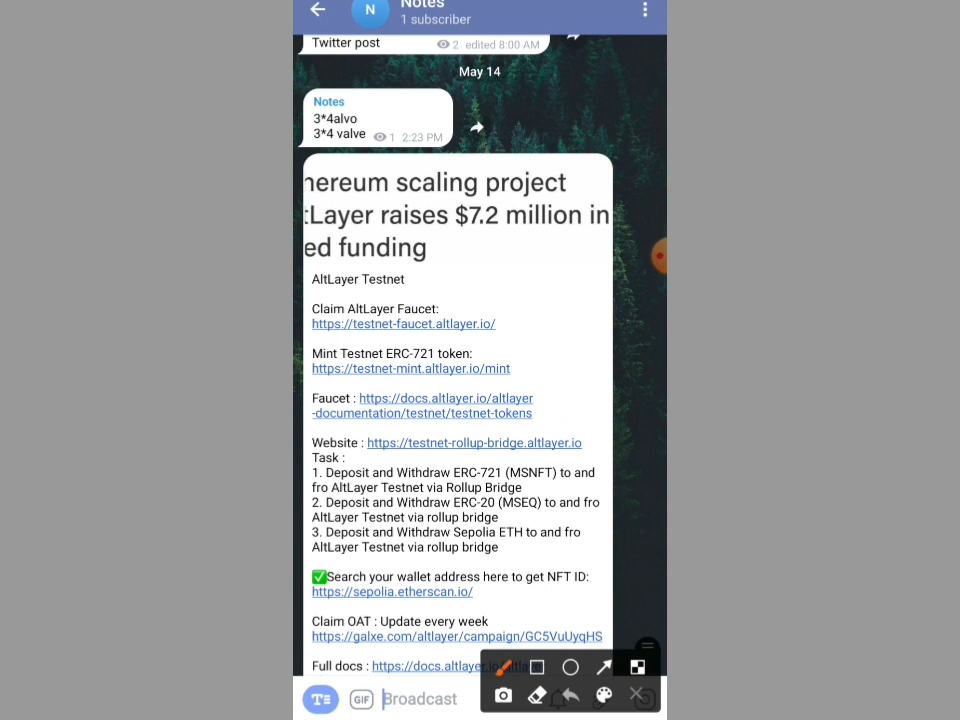 Notes
N
1 subscriber
Twitter post
2 edited 8:00 AM
May 14
Notes
3*4alvo
3*4 valve
1 2:23 PM
hereum scaling project
tLayer raises $7.2 million in
ed funding
AltLayer Testnet
Claim AltLayer Faucet:
https://testnet-faucet.altlayer.io/
Mint Testnet ERC-721 token:
https://testnet-mint.altlayer.io/mint
Faucet : https://docs.altlayer.io/altlayer
-documentation/testnet/testnet-tokens
Website : https://testnet-rollup-bridge.altlayer.io
Task :
1. Deposit and Withdraw ERC-721 (MSNFT) to and
fro AltLayer Testnet via Rollup Bridge
2. Deposit and Withdraw ERC-20 (MSEQ) to and fro
AltLayer Testnet via rollup bridge
3. Deposit and Withdraw Sepolia ETH to and fro
AltLayer Testnet via rollup bridge
✅Search your wallet address here to get NFT ID:
https://sepolia.etherscan.io/
Claim OAT : Update every week
https://galxe.com/altlayer/campaign/GC5VuUyqHS
Full docs : https://docs.altlayer.io/altlaye
T
GIF
Broadcast